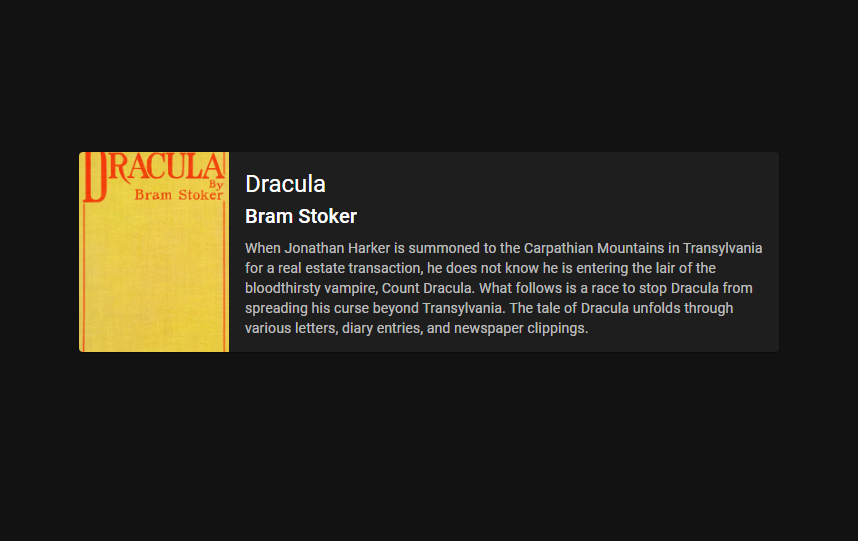 DRACULA
By
Bram Stoker
Dracula
Bram Stoker
When Jonathan Harker is summoned to the Carpathian Mountains in Transylvania
for a real estate transaction, he does not know he is entering the lair of the
bloodthirsty vampire, Count Dracula. What follows is a race to stop Dracula from
spreading his curse beyond Transylvania. The tale of Dracula unfolds through
various letters, diary entries, and newspaper clippings.